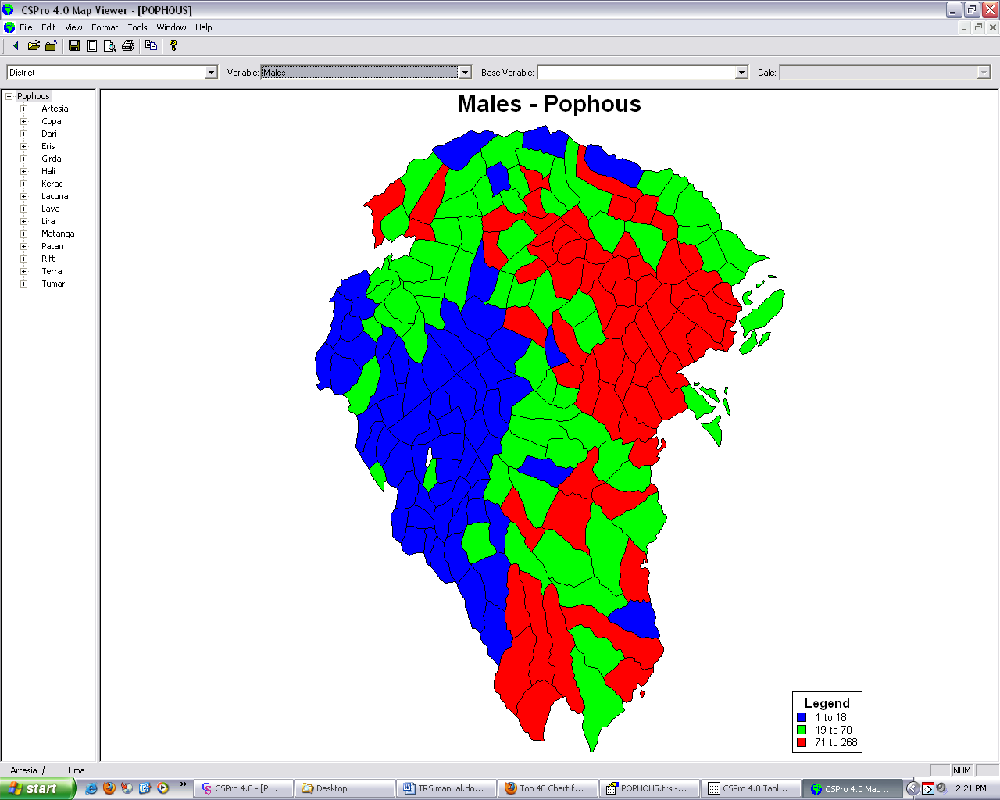 CSPro 4.0 Map Viewer - [POPHOUS]
File Edit View Format Tools Window Help
District Variable: Males Base Variable: Calc:
Males - Pophous
Pophous
Artesia
Copal
Dari
Eris
Girda
Hali
Kerac
Lacuna
Laya
Lira
Matanga
Patan
Rift
Terra
Tumar
Legend
1 to 18
19 to 70
71 to 268
Artesia / Lima NUM
start CSPro 4.0 - [P... Desktop TRS manual.do... Top 40 Chart f... POPHOUS.trs -... CSPro 4.0 Tabl... CSPro 4.0 Map ... 2:21 PM